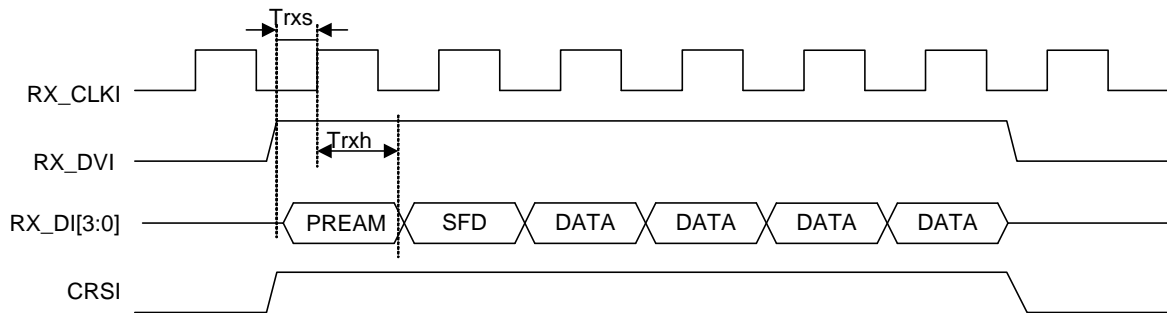 Trxs
RX_CLKI
Trxh
RX_DVI
RX_DI[3:0] PREAM SFD DATA DATA DATA DATA
CRSI